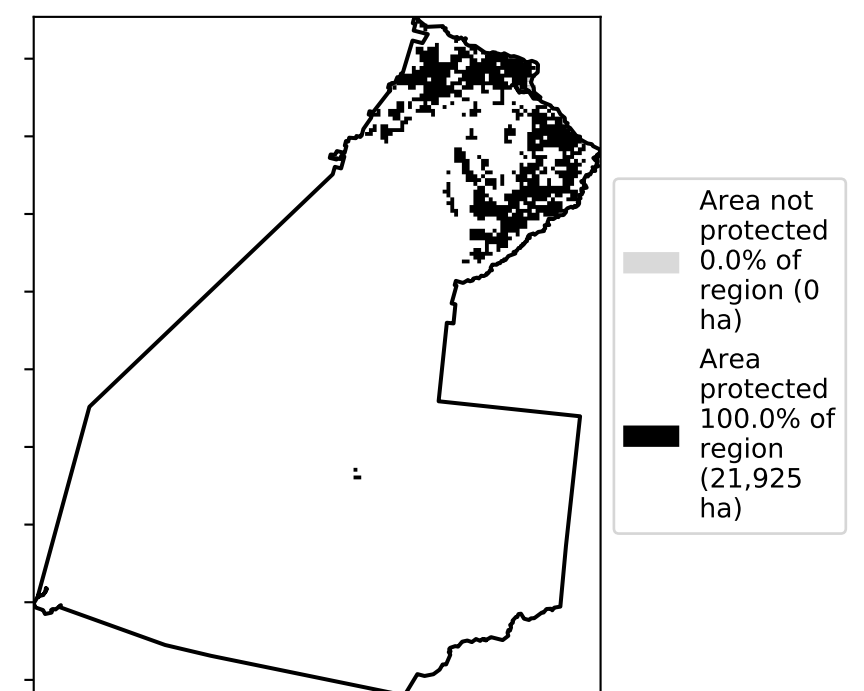 Area not
protected
0.0% of
region (0
ha)
Area
protected
100.0% of
region
(21,925
ha)